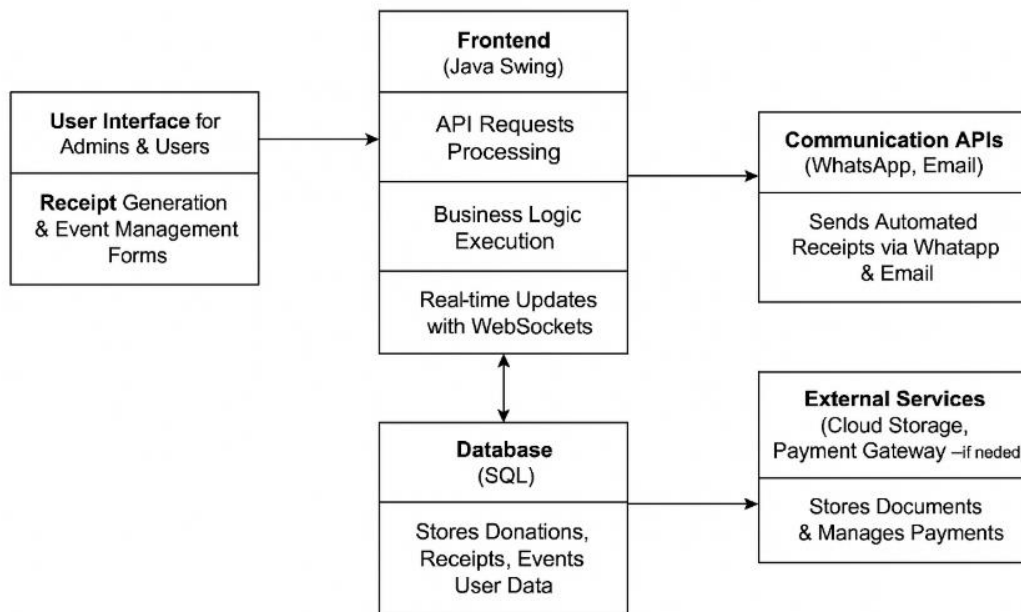 User Interface for
Admins & Users
Receipt Generation
& Event Management
Forms
Frontend
(Java Swing)
API Requests
Processing
Business Logic
Execution
Real-time Updates
with WebSockets
Communication APIs
(WhatsApp, Email)
Sends Automated
Receipts via Whatapp
& Email
Database
(SQL)
Stores Donations,
Receipts, Events
User Data
External Services
(Cloud Storage,
Payment Gateway –if neded
Stores Documents
& Manages Payments